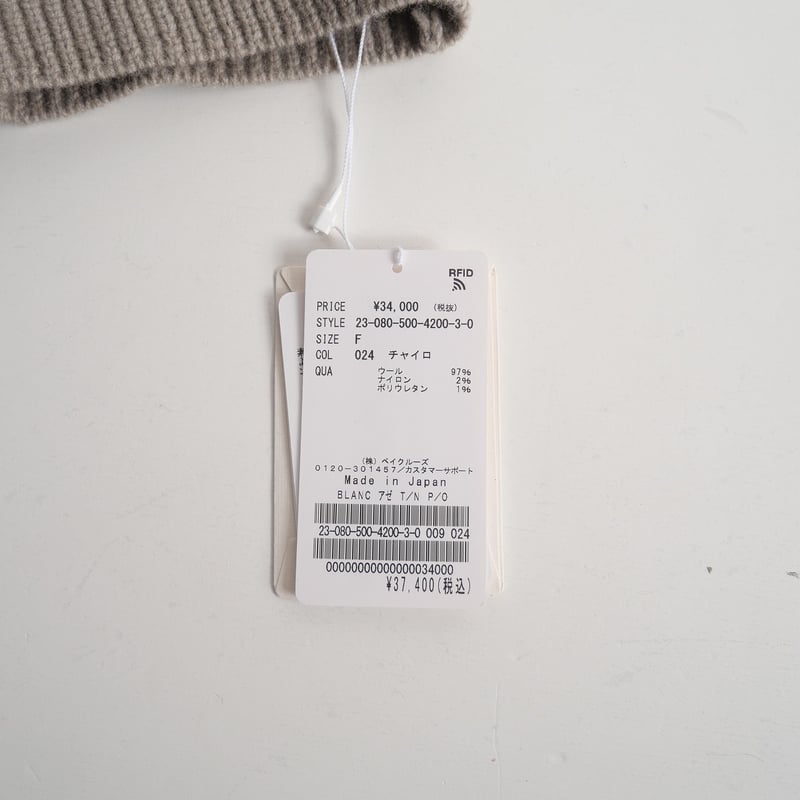 RFID
PRICE ¥34,000 (税抜)
STYLE 23-080-500-4200-3-0
SIZE F
COL 024 チャイロ
QUA ウール 97%
ナイロン 2%
ポリウレタン 1%
(株) ベイクルーズ
0120-301457/カスタマーサポート
Made in Japan
BLANC アゼ T/N P/O
23-080-500-4200-3-0 009 024
00000000000000034000
¥37,400(税込)